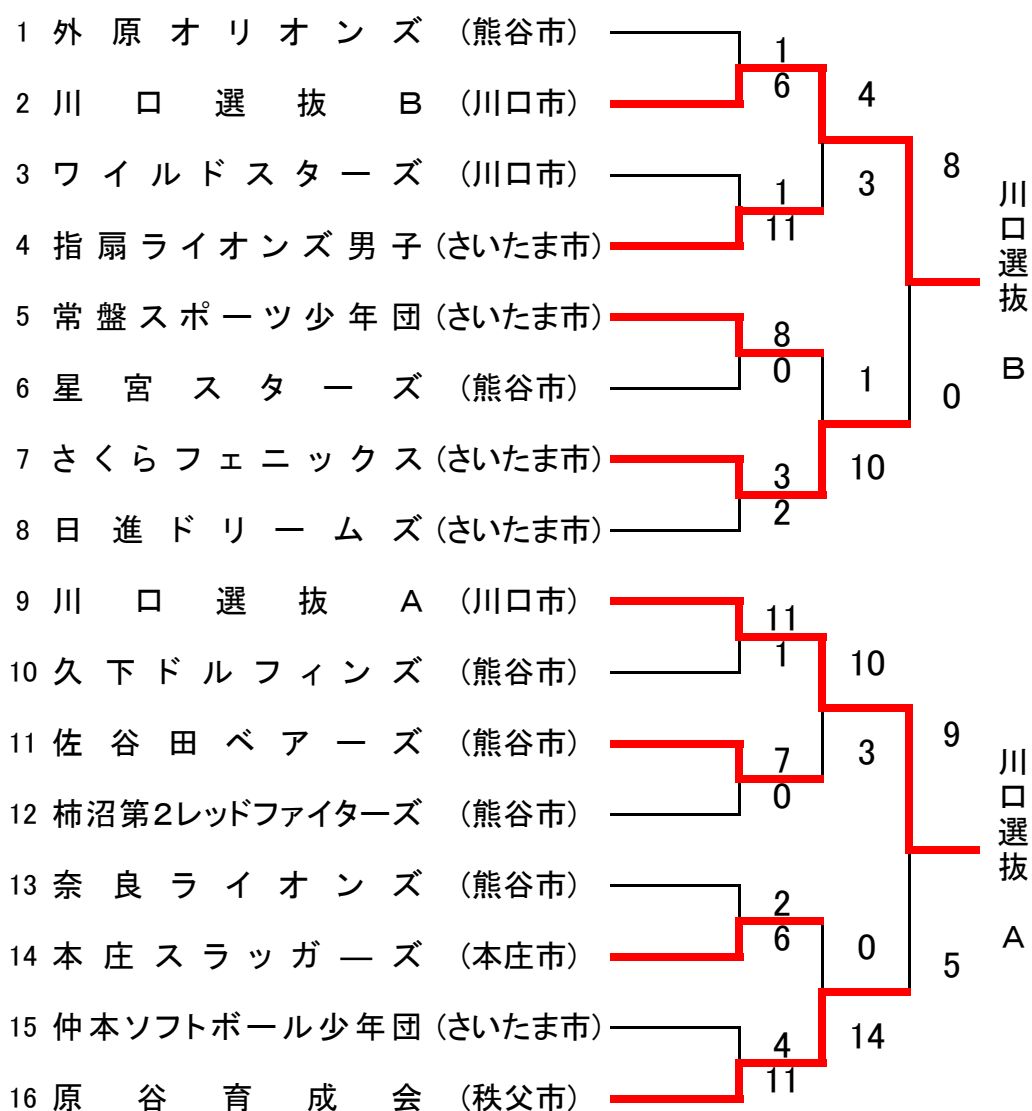 1 外原オリオンズ (熊谷市)
1
6
2 川口選抜B (川口市)
4
3 ワイルドスターズ (川口市)
3
8
1
11
4 指扇ライオンズ男子 (さいたま市)
川口選抜 B
5 常盤スポーツ少年団 (さいたま市)
8
0
6 星宮スターズ (熊谷市)
1
0
7 さくらフェニックス (さいたま市)
10
3
2
8 日進ドリームズ (さいたま市)
9 川口選抜A (川口市)
11
1
10 久下ドルフィンズ (熊谷市)
10
11 佐谷田ベアーズ (熊谷市)
3
9
7
0
12 柿沼第2レッドファイターズ (熊谷市)
川口選抜 A
13 奈良ライオンズ (熊谷市)
2
6
14 本庄スラッガーズ (本庄市)
0
5
15 仲本ソフトボール少年団 (さいたま市)
14
4
11
16 原谷育成会 (秩父市)